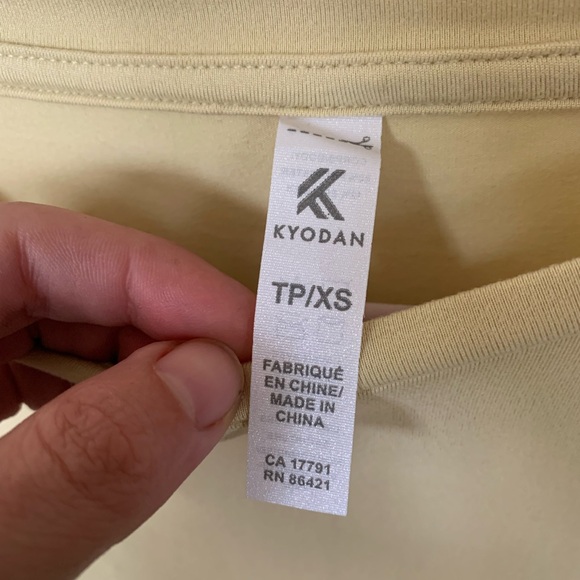 KYODAN
TP/XS
FABRIQUÉ
EN CHINE/
MADE IN
CHINA
CA 17791
RN 86421